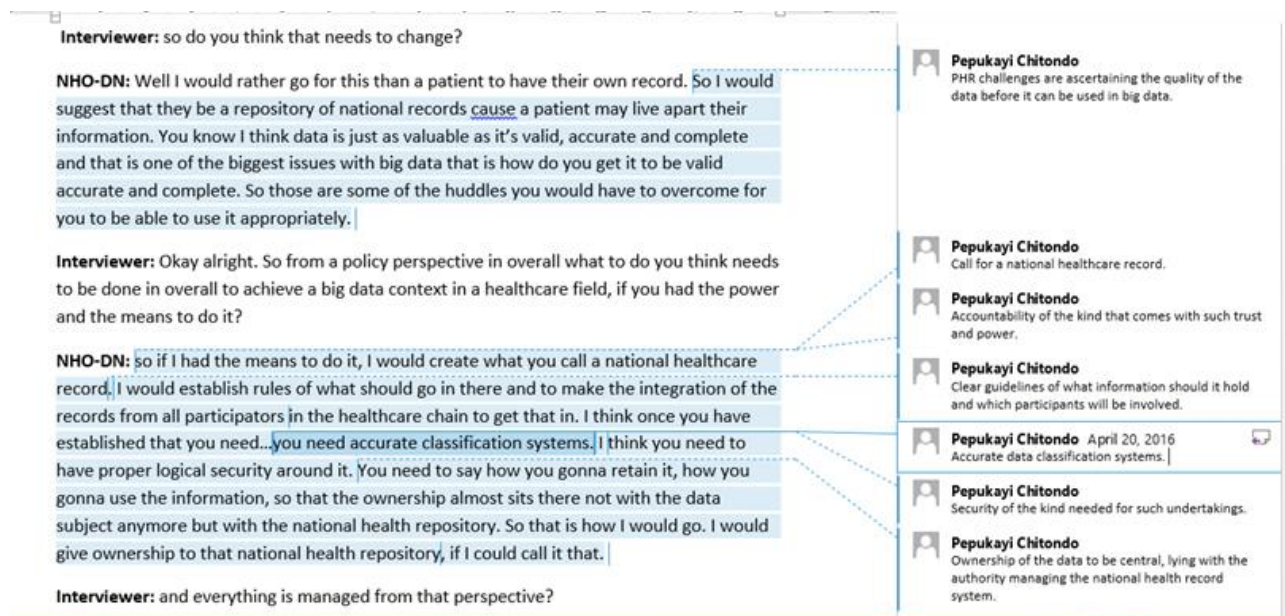 Interviewer: so do you think that needs to change?
NHO-DN: Well I would rather go for this than a patient to have their own record. So I would
suggest that they be a repository of national records cause a patient may live apart their
information. You know I think data is just as valuable as it's valid, accurate and complete
and that is one of the biggest issues with big data that is how do you get it to be valid
accurate and complete. So those are some of the huddles you would have to overcome for
you to be able to use it appropriately.
Interviewer: Okay alright. So from a policy perspective in overall what to do you think needs
to be done in overall to achieve a big data context in a healthcare field, if you had the power
and the means to do it?
NHO-DN: so if I had the means to do it, I would create what you call a national healthcare
record. I would establish rules of what should go in there and to make the integration of the
records from all participators in the healthcare chain to get that in. I think once you have
established that you need...you need accurate classification systems. I think you need to
have proper logical security around it. You need to say how you gonna retain it, how you
gonna use the information, so that the ownership almost sits there not with the data
subject anymore but with the national health repository. So that is how I would go. I would
give ownership to that national health repository, if I could call it that.
Interviewer: and everything is managed from that perspective?
Pepukayi Chitondo
PHR challenges are ascertaining the quality of the
data before it can be used in big data.
Pepukayi Chitondo
Call for a national healthcare record.
Pepukayi Chitondo
Accountability of the kind that comes with such trust
and power.
Pepukayi Chitondo
Clear guidelines of what information should it hold
and which participants will be involved.
Pepukayi Chitondo April 20, 2016
Accurate data classification systems.
Pepukayi Chitondo
Security of the kind needed for such undertakings.
Pepukayi Chitondo
Ownership of the data to be central, lying with the
authority managing the national health record
system.